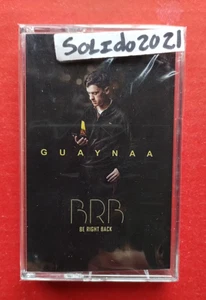 SOLIDO2021
GUAYNAA
BRB
BE RIGHT BACK